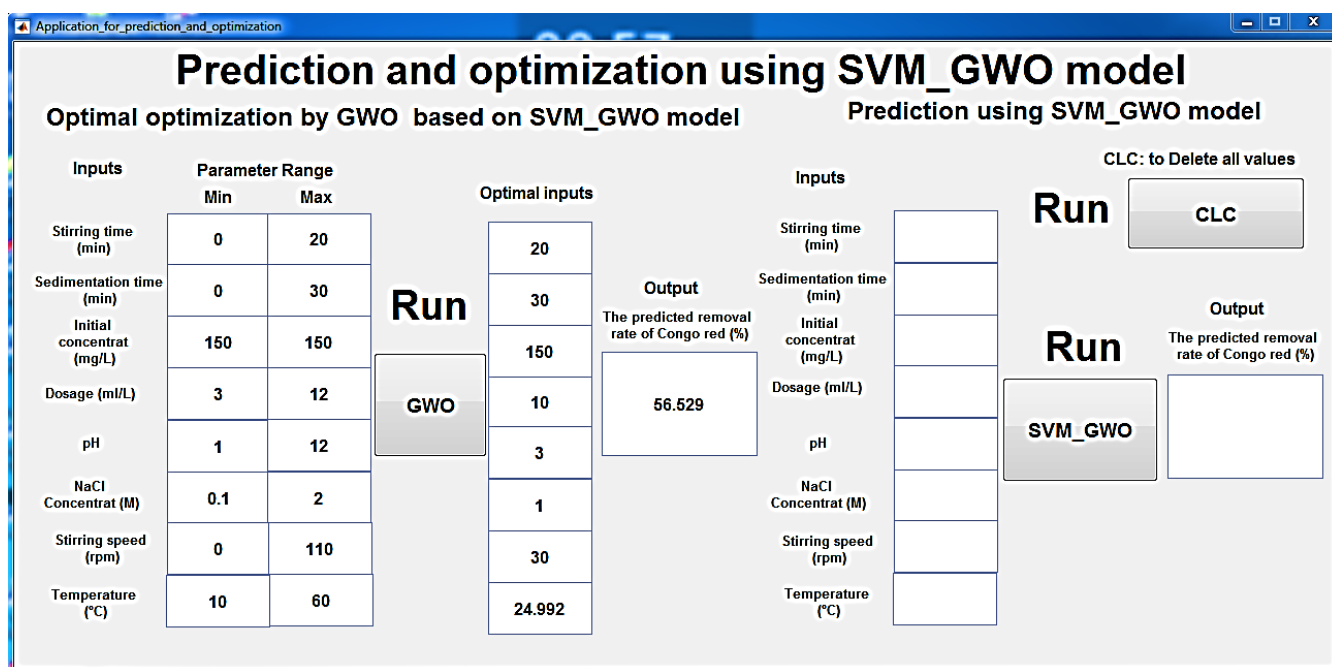 Application_for_prediction_and_optimization
Prediction and optimization using SVM_GWO model
Optimal optimization by GWO based on SVM_GWO model
Inputs
Parameter Range
Min Max
Optimal inputs
Stirring time
(min)
0 20
20
Sedimentation time
(min)
0 30
30
Initial
concentrat
(mg/L)
150 150
150
Dosage (ml/L)
3 12
10
pH
1 12
3
NaCl
Concentrat (M)
0.1 2
1
Stirring speed
(rpm)
0 110
30
Temperature
(°C)
10 60
24.992
Run
GWO
Output
The predicted removal
rate of Congo red (%)
56.529
Prediction using SVM_GWO model
CLC: to Delete all values
Run
CLC
Inputs
Stirring time
(min)
Sedimentation time
(min)
Initial
concentrat
(mg/L)
Dosage (ml/L)
pH
NaCl
Concentrat (M)
Stirring speed
(rpm)
Temperature
(°C)
Run
SVM_GWO
Output
The predicted removal
rate of Congo red (%)